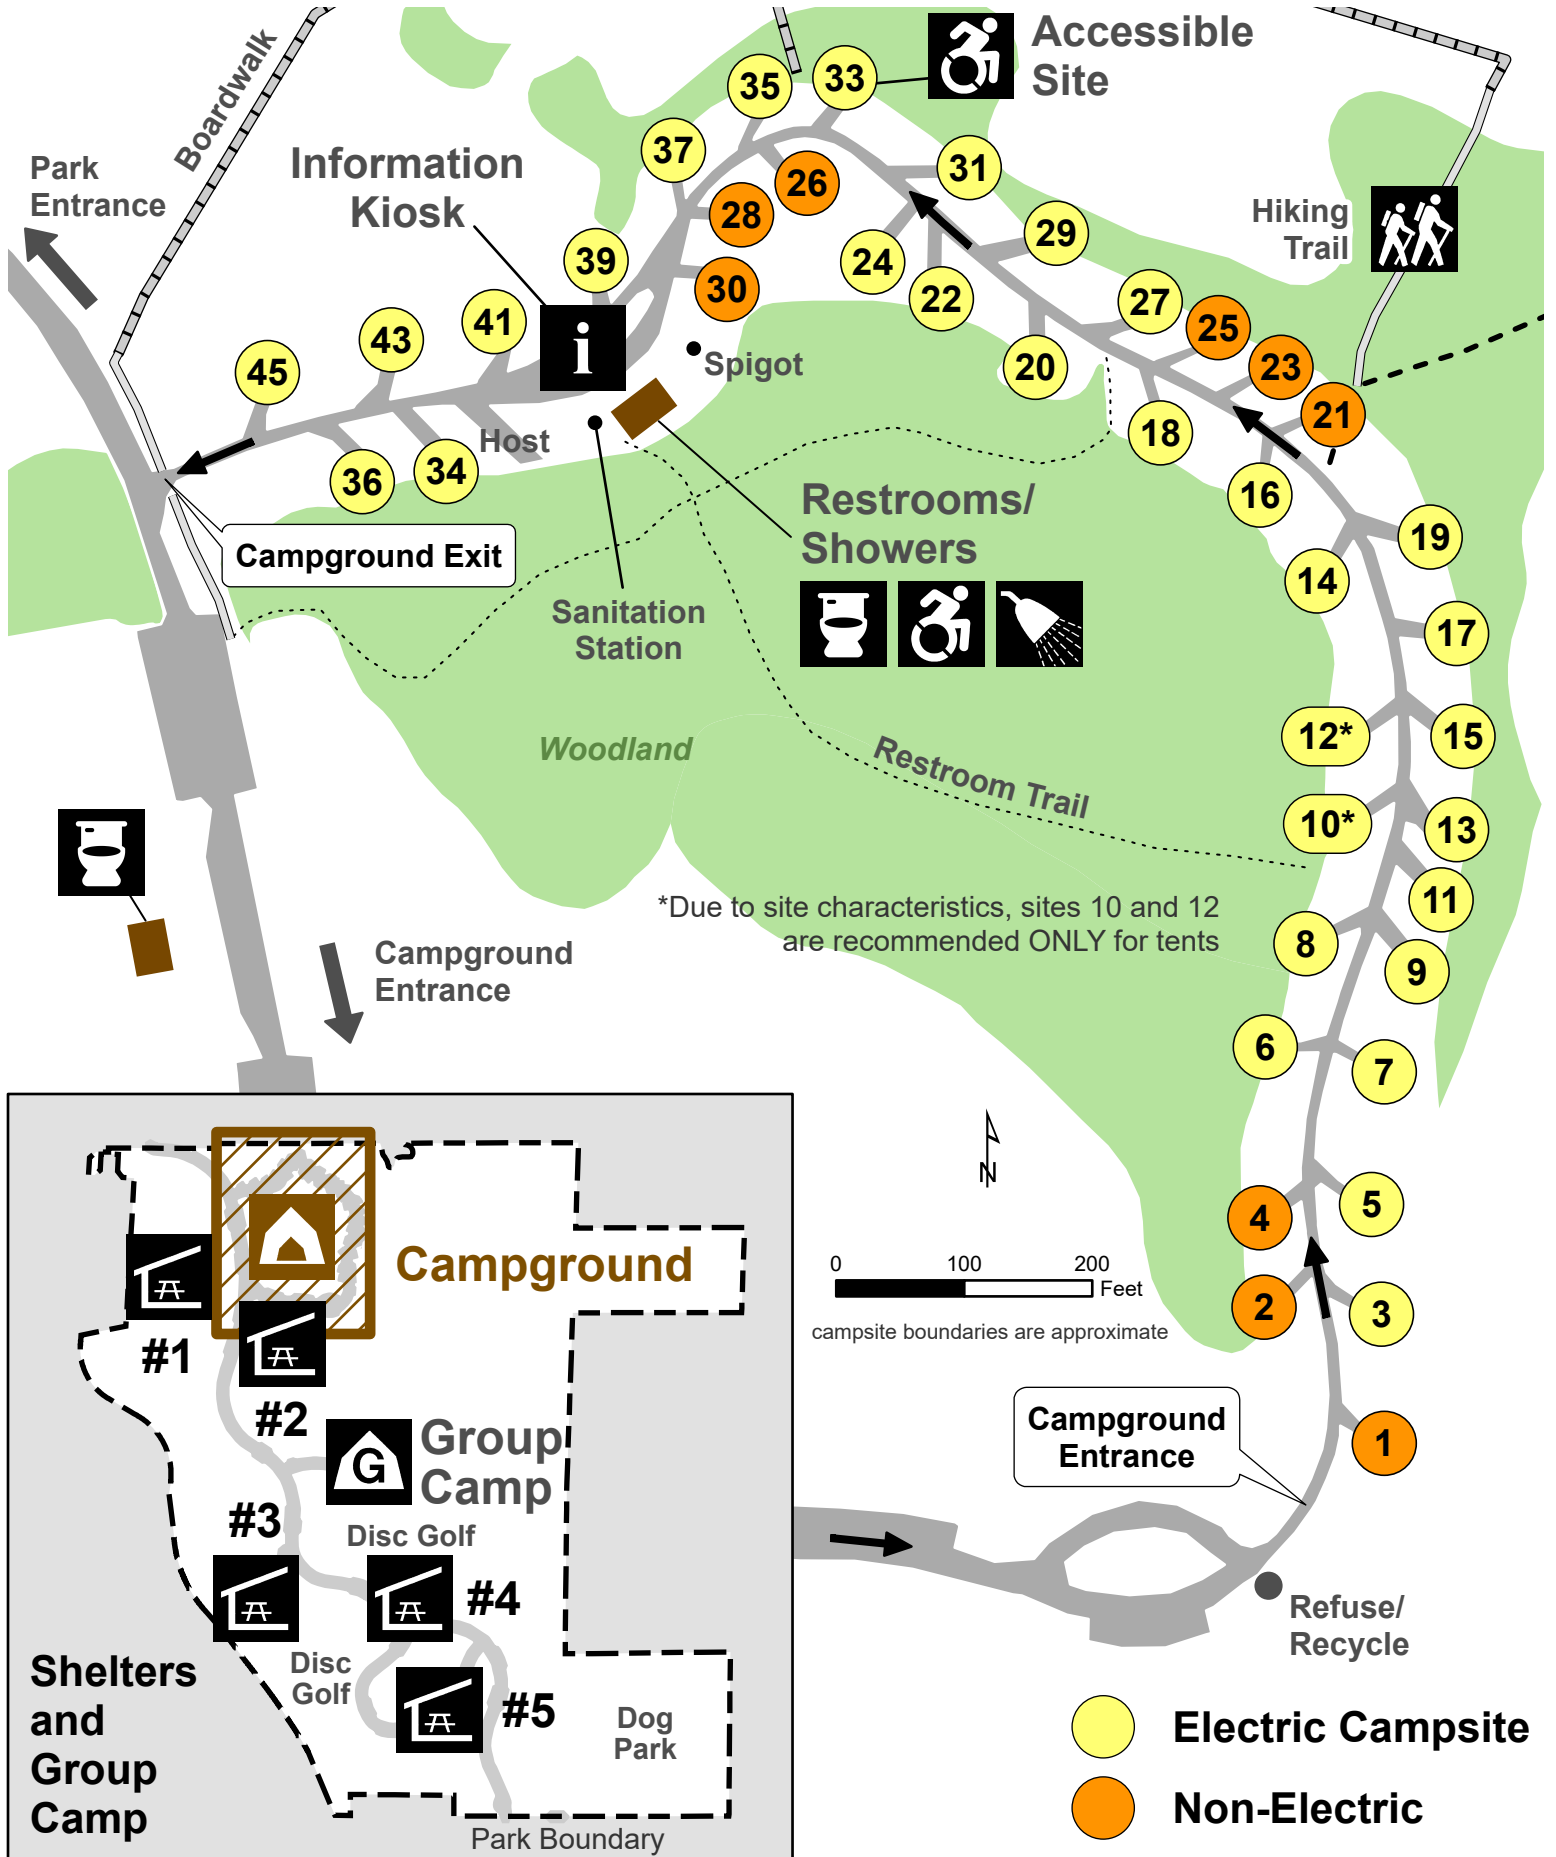 Boardwalk
Park
Entrance
Information
Kiosk
Accessible
Site
Hiking
Trail
35
33
37
26
31
28
39
24
29
30
22
27
25
41
43
45
i
Spigot
20
23
21
18
Host
36
34
16
19
14
17
Restrooms/
Showers
Campground Exit
Sanitation
Station
Woodland
Restroom Trail
12*
15
10*
13
11
8
9
6
7
*Due to site characteristics, sites 10 and 12
are recommended ONLY for tents
Campground
Entrance
N
4
5
2
3
1
0 100 200
Feet
campsite boundaries are approximate
Campground
Entrance
Refuse/
Recycle
Campground
#1
#2
G
Group
Camp
#3
Disc Golf
#4
Disc
Golf
#5
Dog
Park
Shelters
and
Group
Camp
Park Boundary
Electric Campsite
Non-Electric